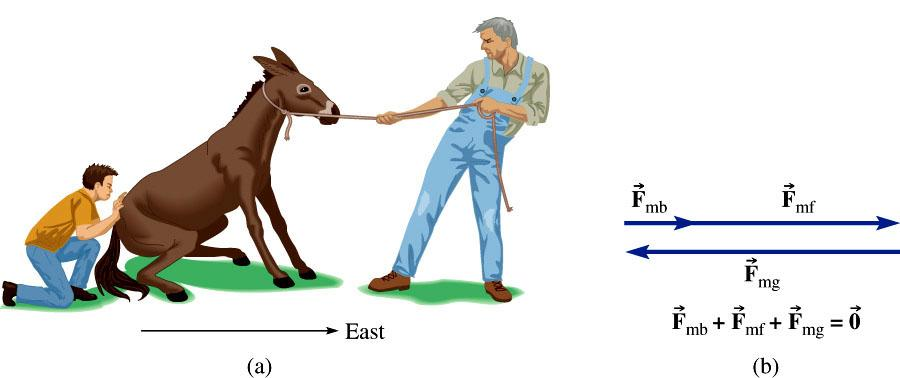 East
(a)
F⃗mb F⃗mf
F⃗mg
F⃗mb + F⃗mf + F⃗mg = 0⃗
(b)